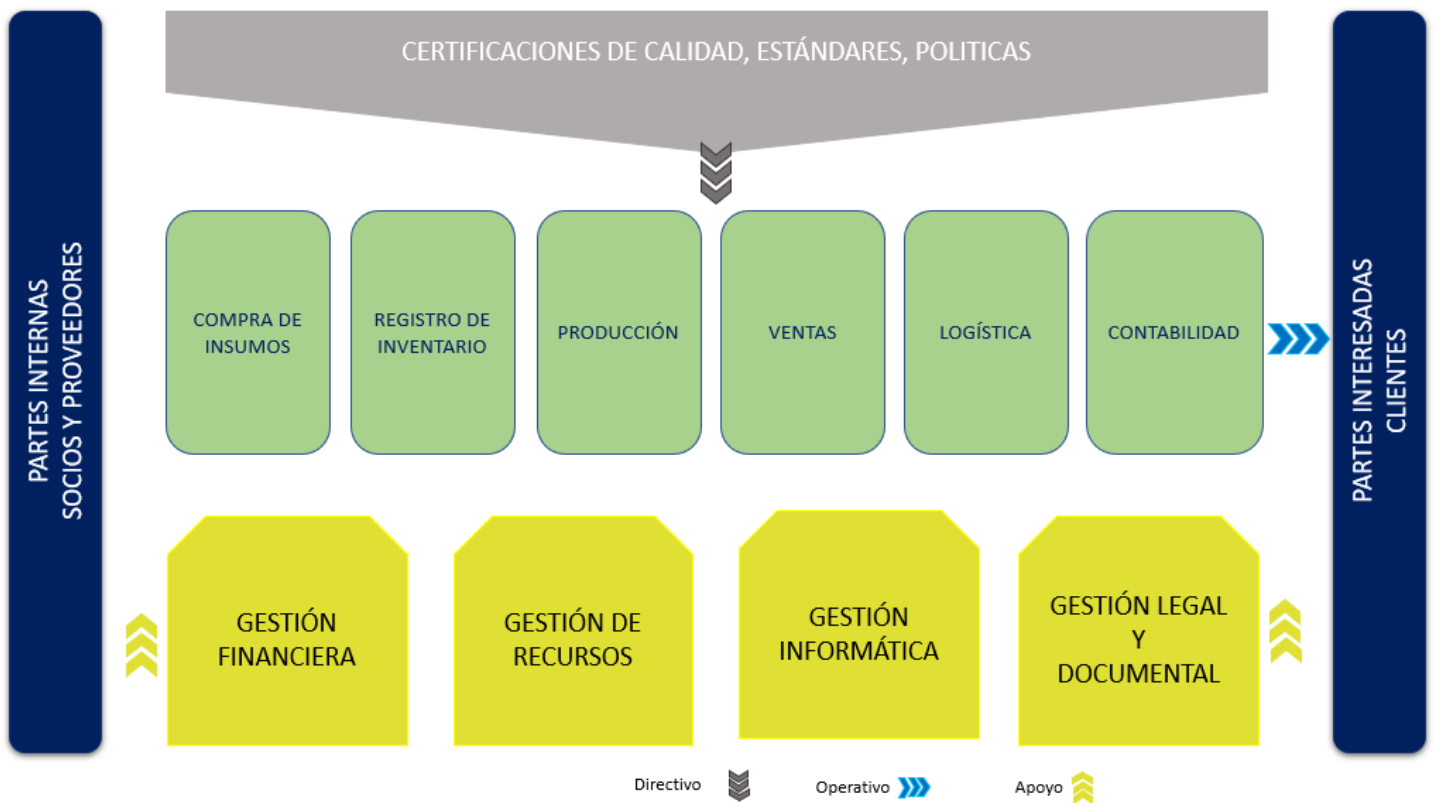 CERTIFICACIONES DE CALIDAD, ESTÁNDARES, POLITICAS
PARTES INTERNAS
SOCIOS Y PROVEEDORES
COMPRA DE
INSUMOS
REGISTRO DE
INVENTARIO
PRODUCCIÓN
VENTAS
LOGÍSTICA
CONTABILIDAD
PARTES INTERESADAS
CLIENTES
GESTIÓN
FINANCIERA
GESTIÓN DE
RECURSOS
GESTIÓN
INFORMÁTICA
GESTIÓN LEGAL
Y
DOCUMENTAL
Directivo
Operativo
Apoyo